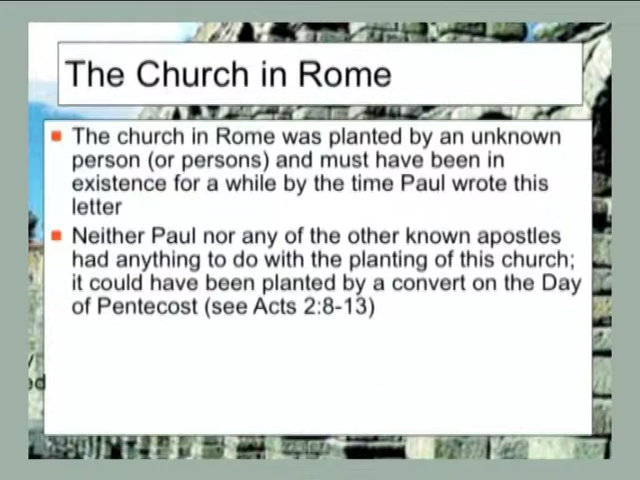 The Church in Rome
The church in Rome was planted by an unknown
person (or persons) and must have been in
existence for a while by the time Paul wrote this
letter
Neither Paul nor any of the other known apostles
had anything to do with the planting of this church;
it could have been planted by a convert on the Day
of Pentecost (see Acts 2:8-13)